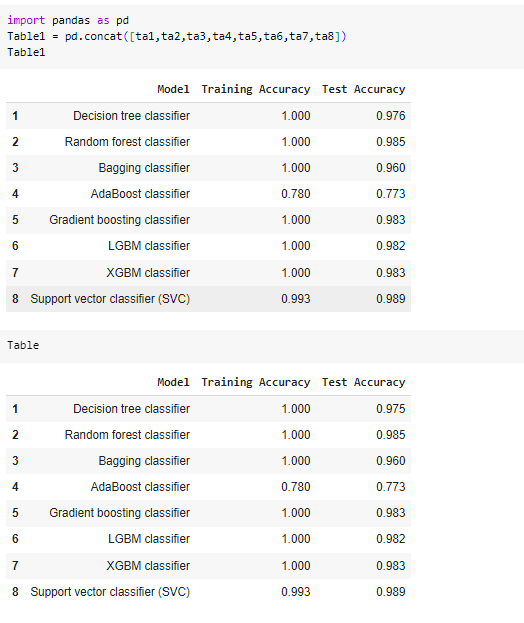 import pandas as pd
Table1 = pd.concat([ta1,ta2,ta3,ta4,ta5,ta6,ta7,ta8])
Table1
Model Training Accuracy Test Accuracy
1 Decision tree classifier 1.000 0.976
2 Random forest classifier 1.000 0.985
3 Bagging classifier 1.000 0.960
4 AdaBoost classifier 0.780 0.773
5 Gradient boosting classifier 1.000 0.983
6 LGBM classifier 1.000 0.982
7 XGBM classifier 1.000 0.983
8 Support vector classifier (SVC) 0.993 0.989
Table
Model Training Accuracy Test Accuracy
1 Decision tree classifier 1.000 0.975
2 Random forest classifier 1.000 0.985
3 Bagging classifier 1.000 0.960
4 AdaBoost classifier 0.780 0.773
5 Gradient boosting classifier 1.000 0.983
6 LGBM classifier 1.000 0.982
7 XGBM classifier 1.000 0.983
8 Support vector classifier (SVC) 0.993 0.989